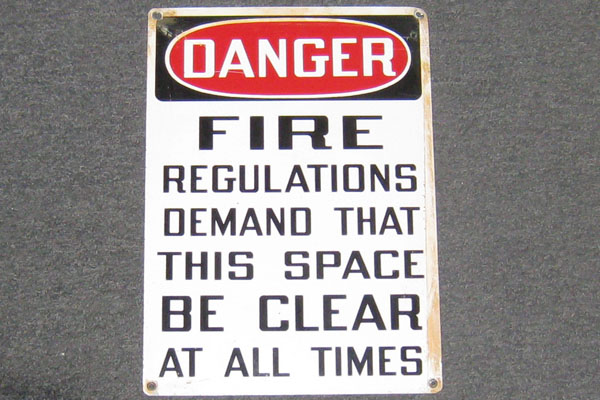 DANGER
FIRE
REGULATIONS
DEMAND THAT
THIS SPACE
BE CLEAR
AT ALL TIMES